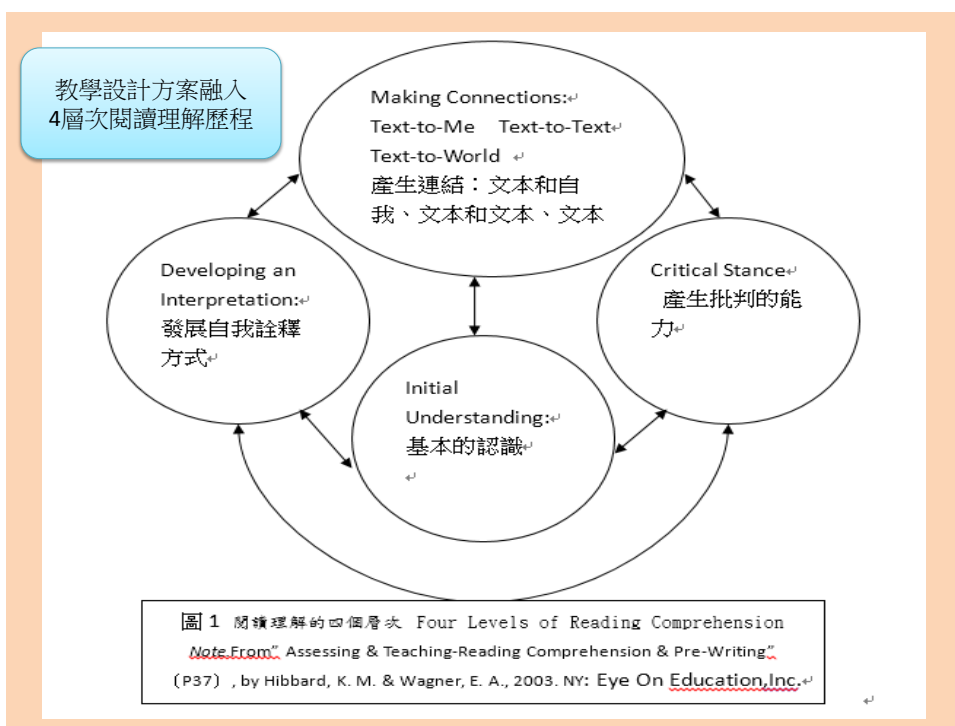 教學設計方案融入
4層次閱讀理解歷程
Making Connections:
Text-to-Me Text-to-Text
Text-to-World
產生連結：文本和自
我、文本和文本、文本
Developing an
Interpretation:
發展自我詮釋
方式
Critical Stance
產生批判的能
力
Initial
Understanding:
基本的認識
圖 1 閱讀理解的四個層次 Four Levels of Reading Comprehension
Note.From” Assessing & Teaching-Reading Comprehension & Pre-Writing”
（P37）, by Hibbard, K. M. & Wagner, E. A., 2003. NY: Eye On Education,Inc.